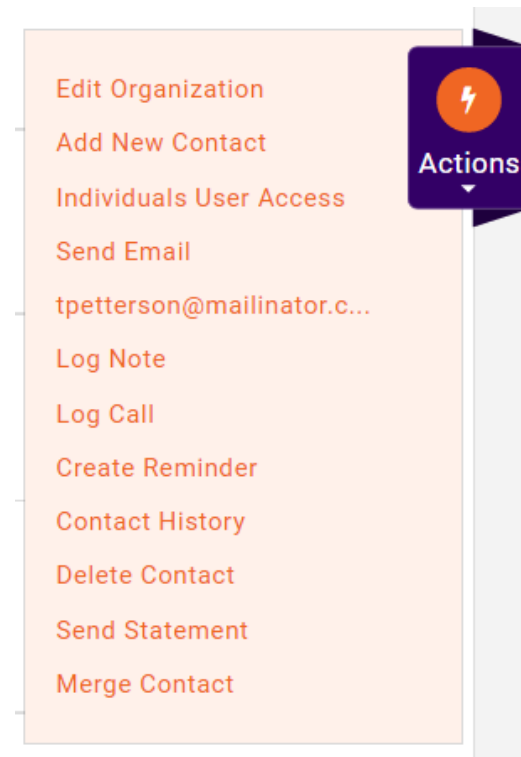 Edit Organization
Add New Contact
Individuals User Access
Send Email
tpetterson@mailinator.c...
Log Note
Log Call
Create Reminder
Contact History
Delete Contact
Send Statement
Merge Contact
Actions